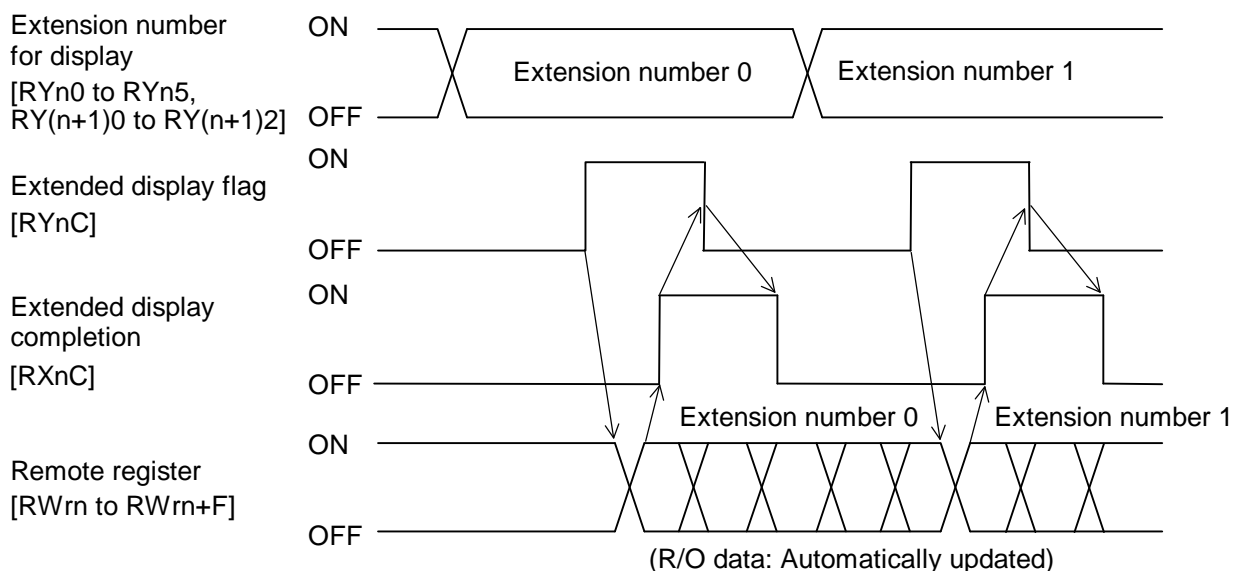 Extension number
for display
[RYn0 to RYn5,
RY(n+1)0 to RY(n+1)2]
ON
OFF
Extension number 0
Extension number 1
Extended display flag
[RYnC]
ON
OFF
Extended display
completion
[RXnC]
ON
OFF
Extension number 0
Extension number 1
Remote register
[RWrn to RWrn+F]
ON
OFF
(R/O data: Automatically updated)